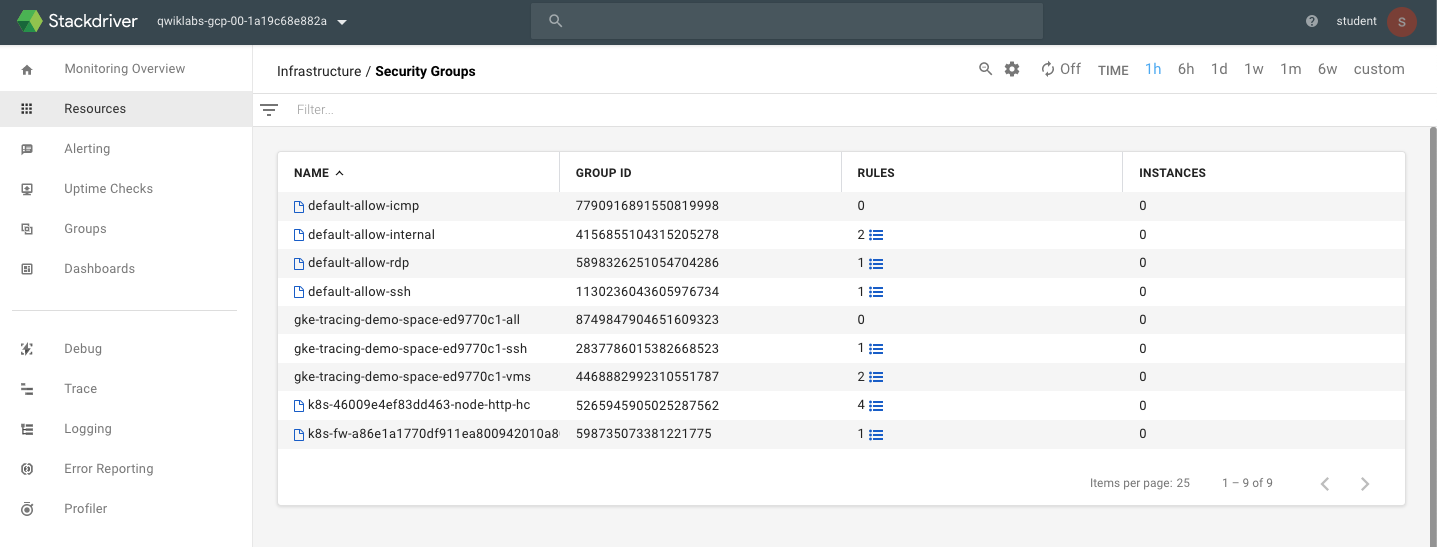 Stackdriver qwiklabs-gcp-00-1a19c68e882a student S
Monitoring Overview
Resources
Alerting
Uptime Checks
Groups
Dashboards
Debug
Trace
Logging
Error Reporting
Profiler
Infrastructure / Security Groups Off TIME 1h 6h 1d 1w 1m 6w custom
Filter...
NAME GROUP ID RULES INSTANCES
default-allow-icmp 7790916891550819998 0 0
default-allow-internal 4156855104315205278 2 0
default-allow-rdp 5898326251054704286 1 0
default-allow-ssh 1130236043605976734 1 0
gke-tracing-demo-space-ed9770c1-all 8749847904651609323 0 0
gke-tracing-demo-space-ed9770c1-ssh 2837786015382668523 1 0
gke-tracing-demo-space-ed9770c1-vms 4468882992310551787 2 0
k8s-46009e4ef83dd463-node-http-hc 5265945905025287562 4 0
k8s-fw-a86e1a1770df911ea800942010a8 598735073381221775 1 0
Items per page: 25 1 – 9 of 9